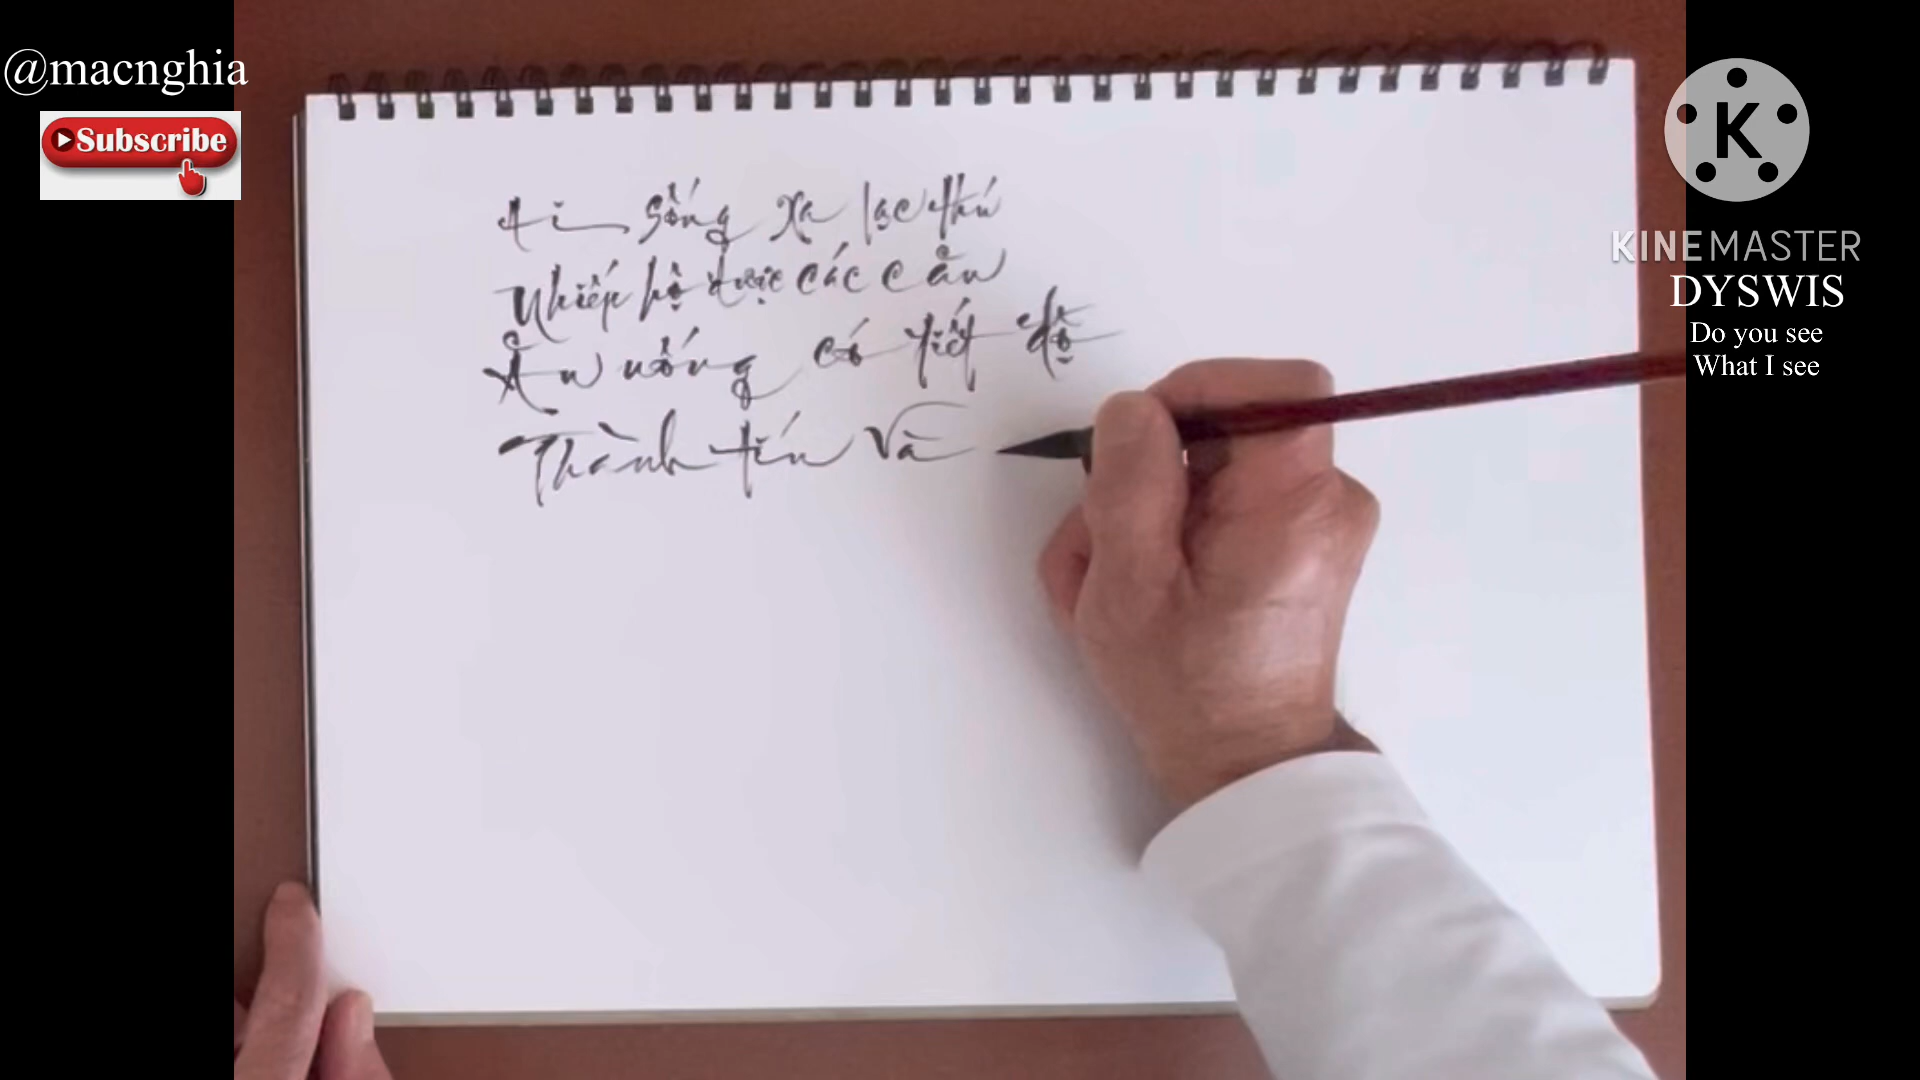 @macnghia
Subscribe
Ai sống xa lạc thú
Nhiếp hộ được các căn
Ăn uống có tiết độ
Thành tín và
K
KINEMASTER
DYSWIS
Do you see
What I see